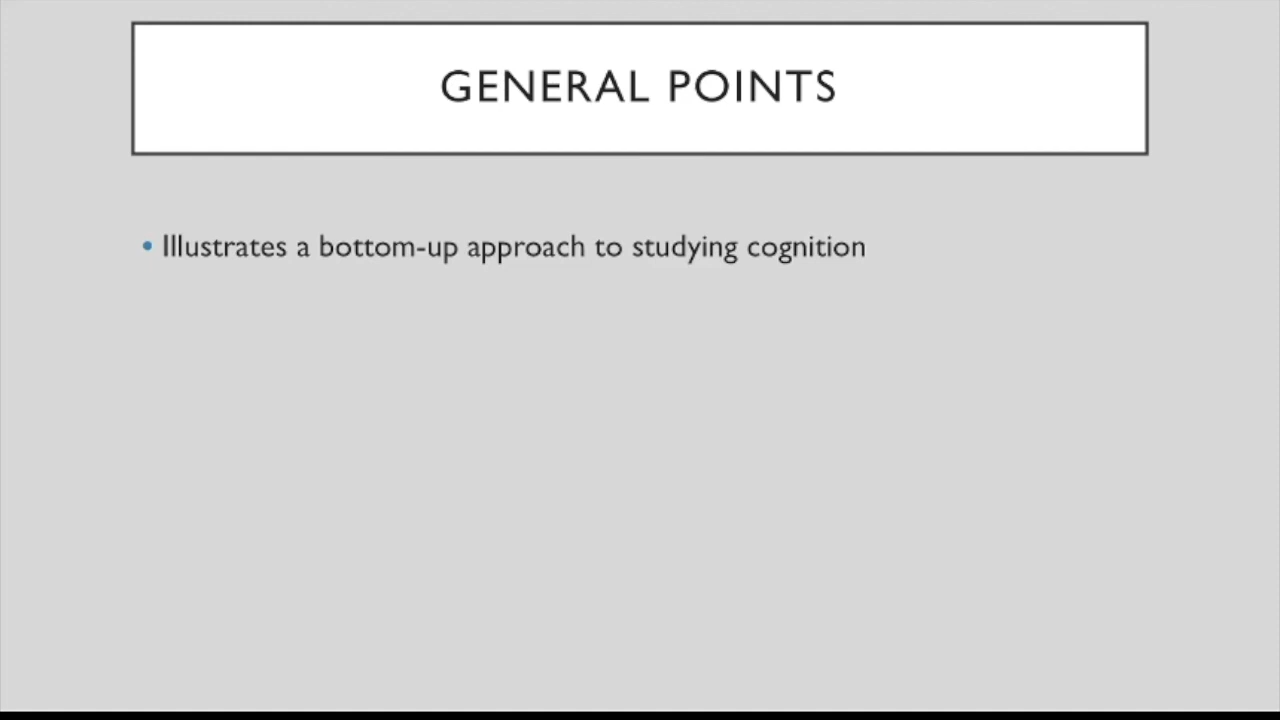 GENERAL POINTS
• Illustrates a bottom-up approach to studying cognition